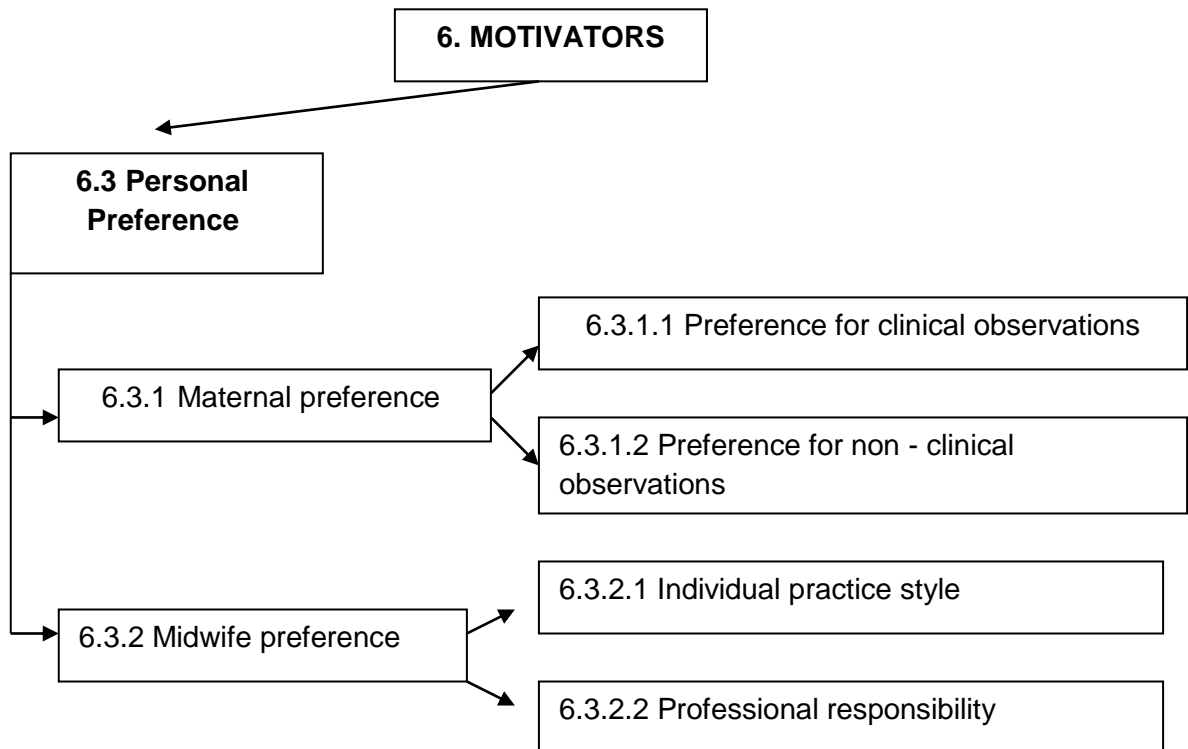 6. MOTIVATORS
6.3 Personal
Preference
6.3.1.1 Preference for clinical observations
6.3.1 Maternal preference
6.3.1.2 Preference for non - clinical
observations
6.3.2.1 Individual practice style
6.3.2 Midwife preference
6.3.2.2 Professional responsibility